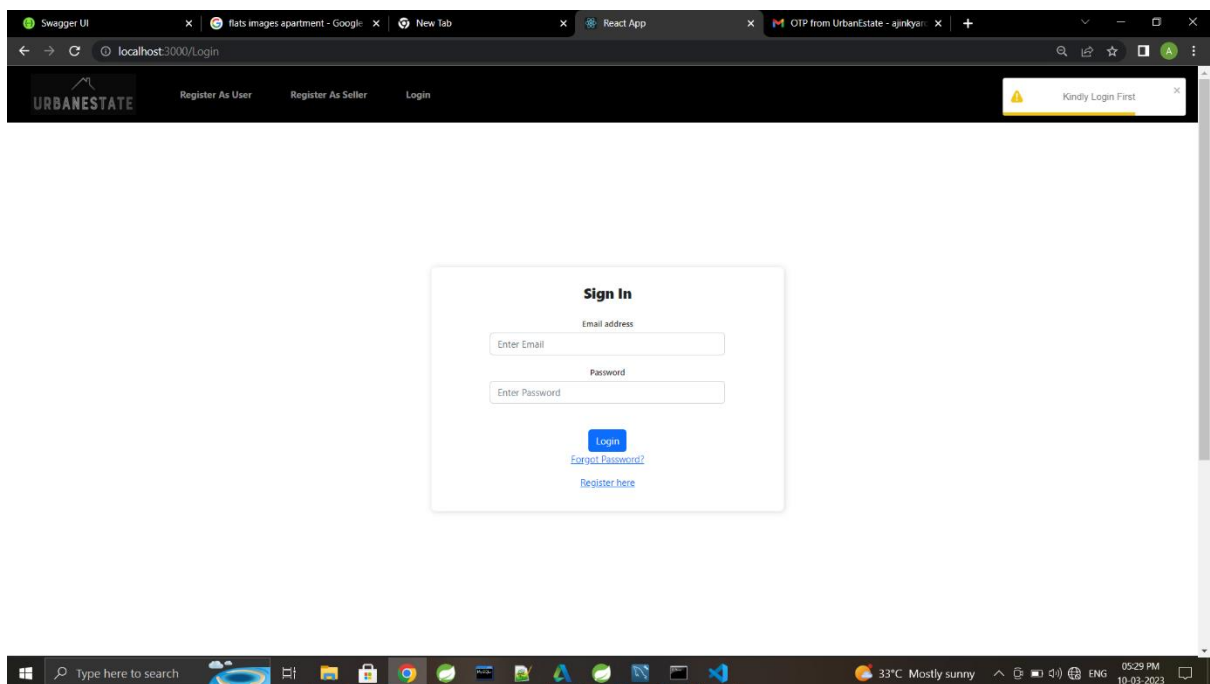 Swagger UI
flats images apartment - Google
New Tab
React App
OTP from UrbanEstate - ajinkyar
localhost:3000/Login
A
URBANESTATE
Register As User
Register As Seller
Login
Kindly Login First
Sign In
Email address
Enter Email
Password
Enter Password
Login
Forgot Password?
Register here
Type here to search
33°C Mostly sunny
ENG
05:29 PM
10-03-2023